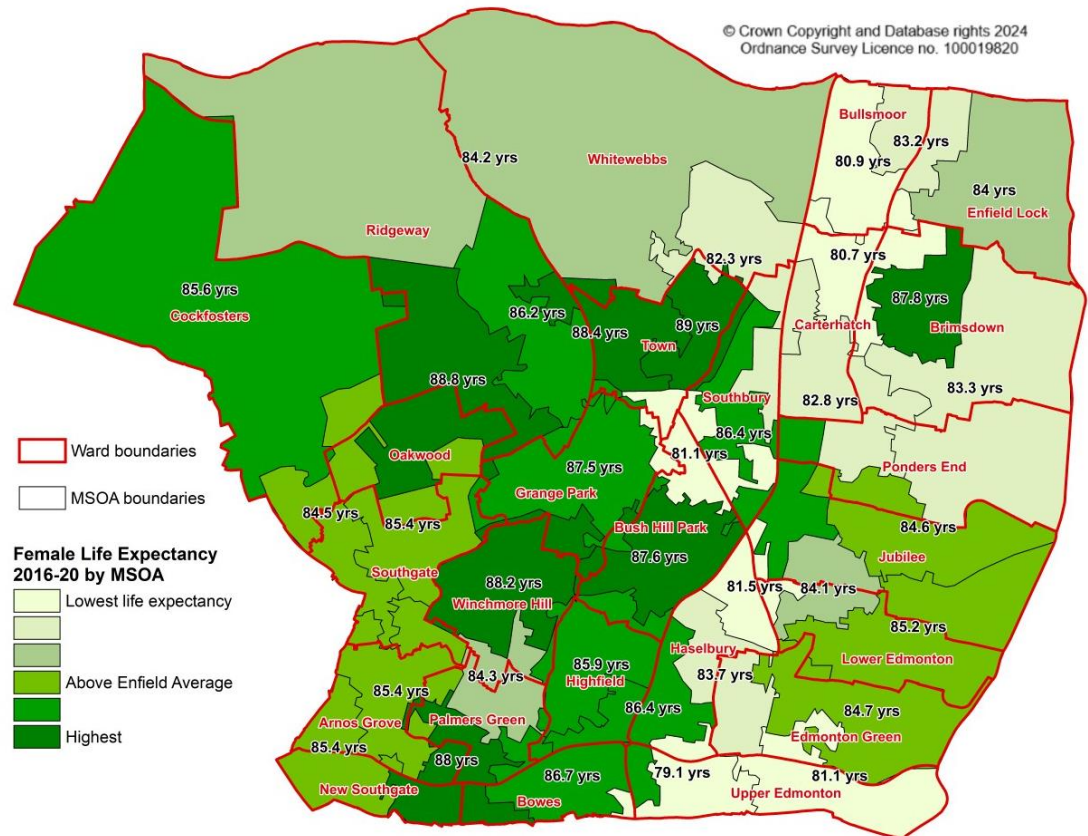 © Crown Copyright and Database rights 2024
Ordnance Survey Licence no. 100019820
Bullsmoor
83.2 yrs
80.9 yrs
84.2 yrs
Whitewebbs
84 yrs
Enfield Lock
Ridgeway
82.3 yrs
80.7 yrs
85.6 yrs
Cockfosters
86.2 yrs
87.8 yrs
88.4 yrs
89 yrs
Town
Carterhatch
Brimsdown
88.8 yrs
83.3 yrs
Southbury
82.8 yrs
86.4 yrs
Oakwood
81.1 yrs
87.5 yrs
Grange Park
Ponders End
Ward boundaries
MSOA boundaries
84.5 yrs
85.4 yrs
Bush Hill Park
87.6 yrs
84.6 yrs
Jubilee
Female Life Expectancy
2016-20 by MSOA
Lowest life expectancy
Above Enfield Average
Highest
Southgate
88.2 yrs
Winchmore Hill
81.5 yrs
84.1 yrs
85.2 yrs
Haselbury
Lower Edmonton
84.3 yrs
85.9 yrs
Highfield
83.7 yrs
85.4 yrs
Arnos Grove
Palmers Green
86.4 yrs
84.7 yrs
Edmonton Green
85.4 yrs
88 yrs
New Southgate
86.7 yrs
Bowes
79.1 yrs
81.1 yrs
Upper Edmonton